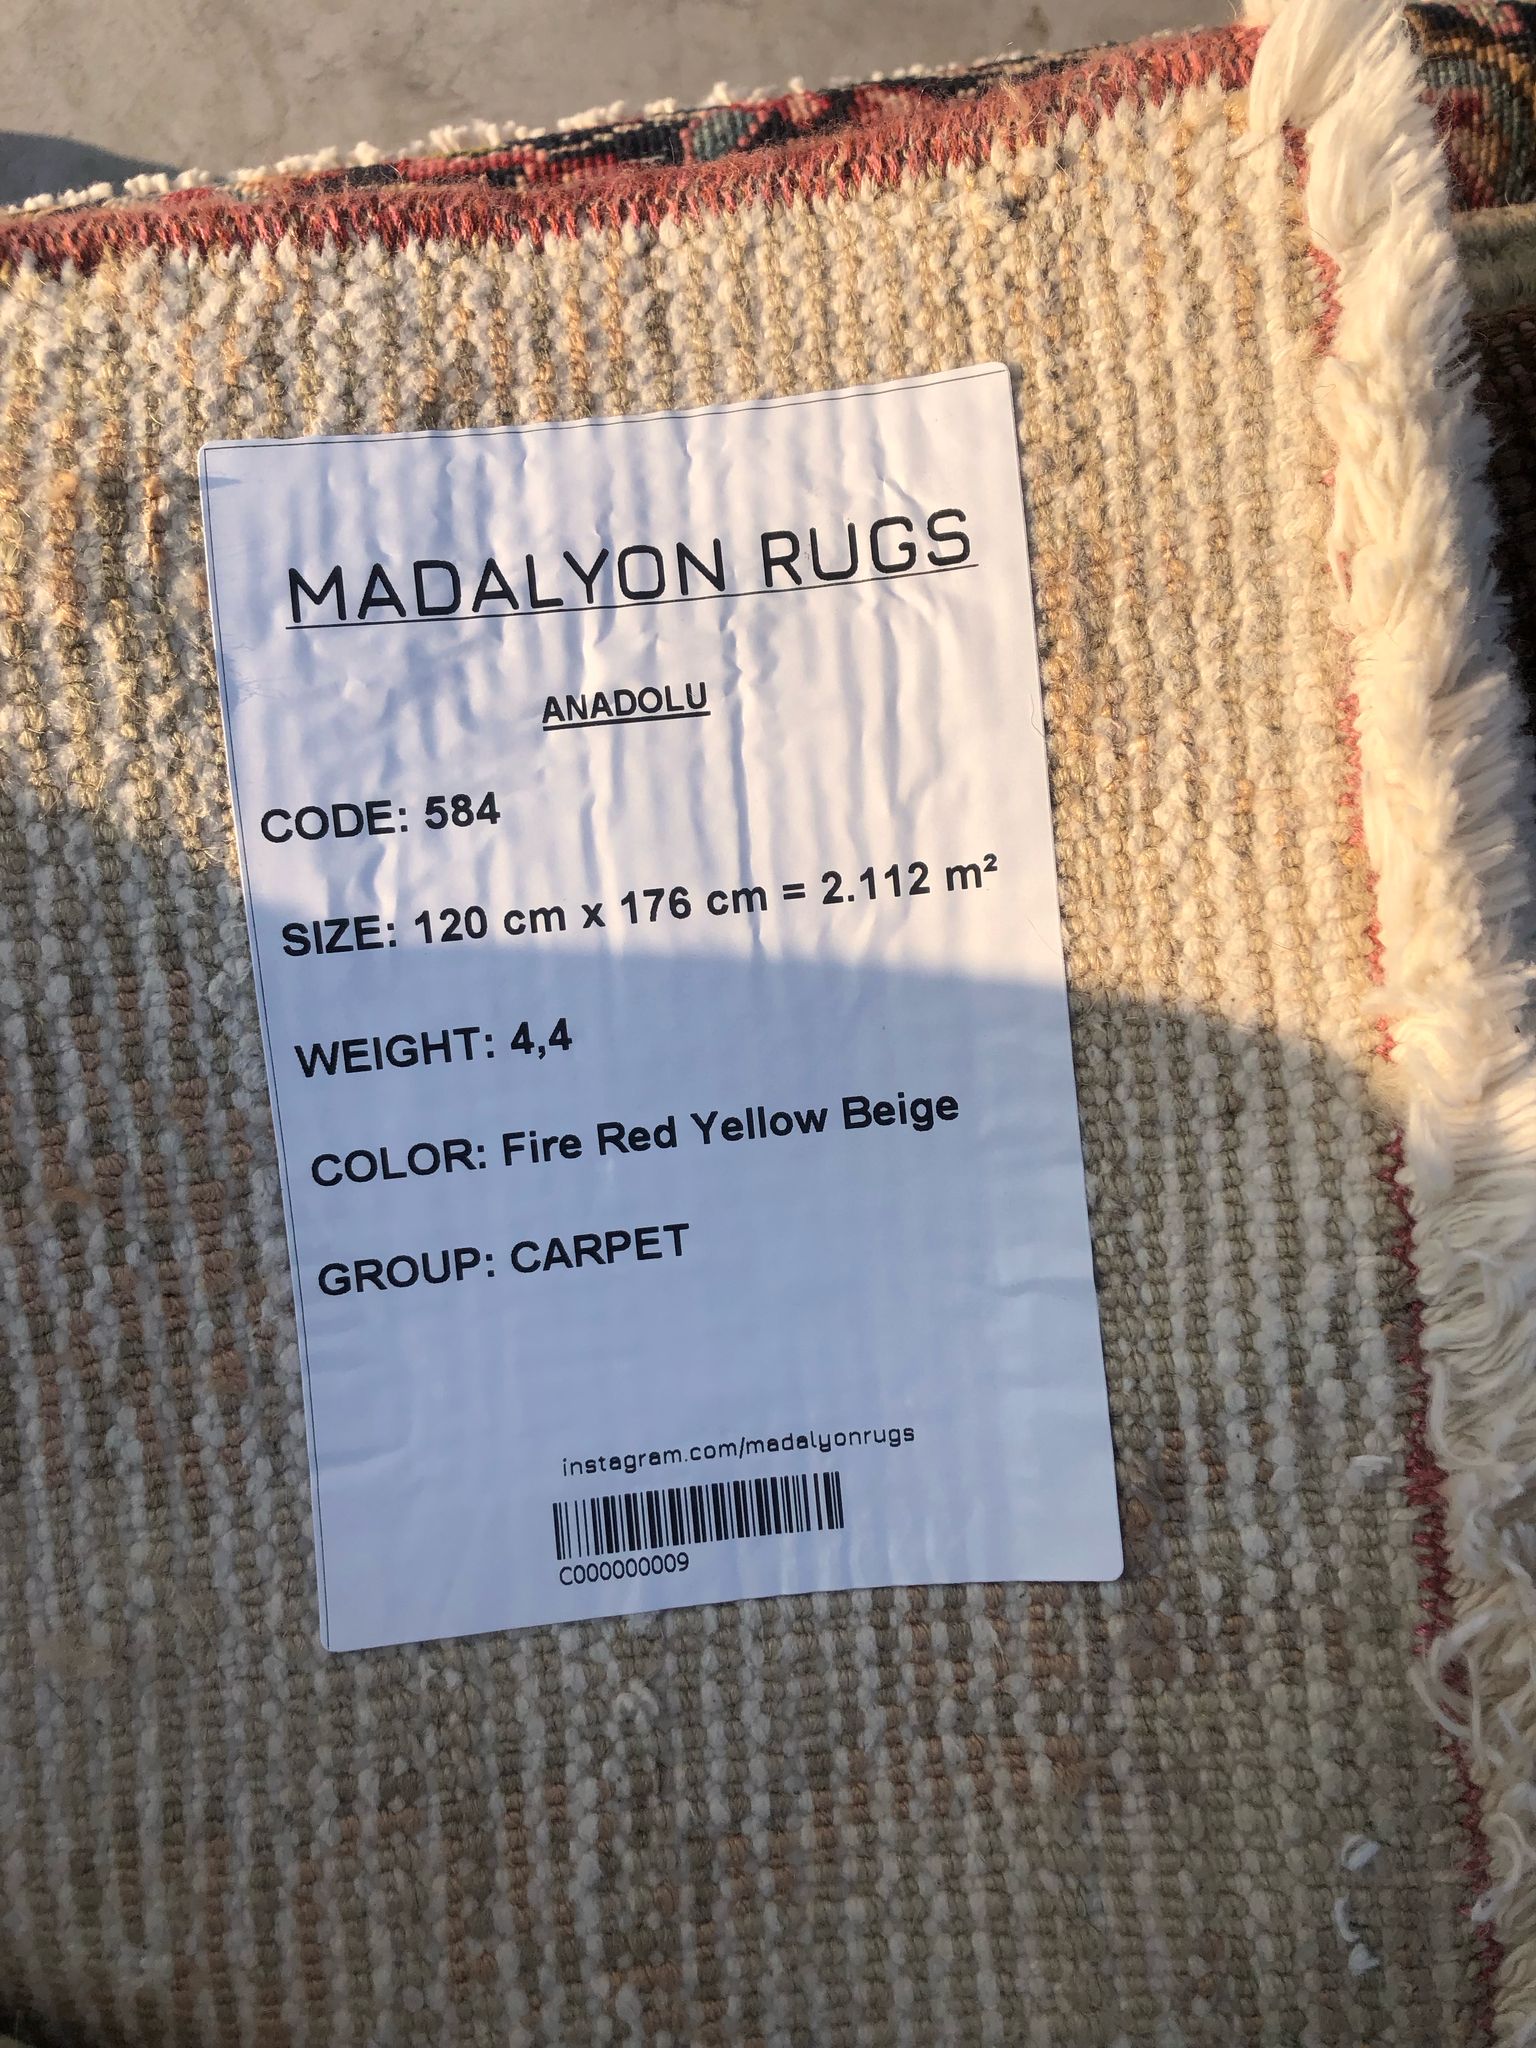 MADALYON RUGS
ANADOLU
CODE: 584
SIZE: 120 cm x 176 cm = 2.112 m²
WEIGHT: 4,4
COLOR: Fire Red Yellow Beige
GROUP: CARPET
instagram.com/madalyonrugs
C000000009